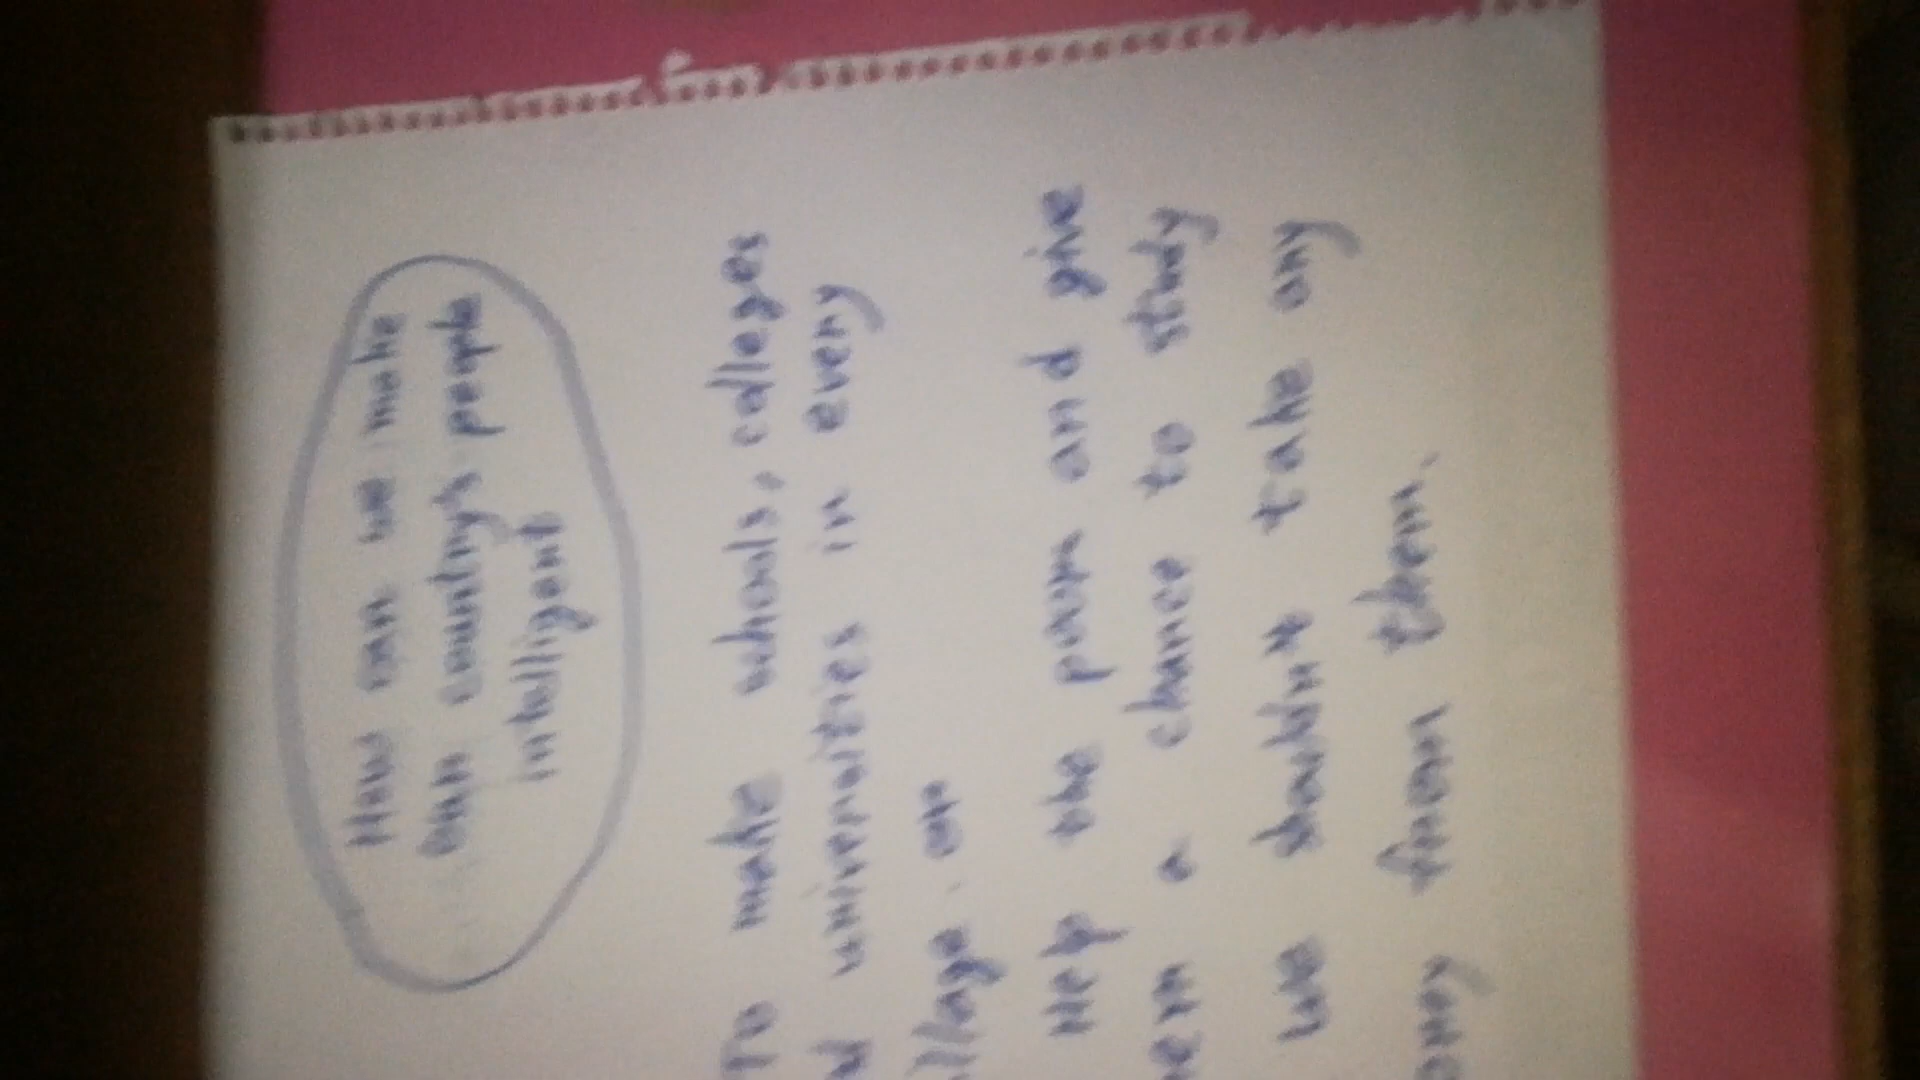 How can we make
our country's people
intelligent
To make schools, colleges
universities in every
or
Help the poor and give
a chance to study
we shouldn't take any
from them.